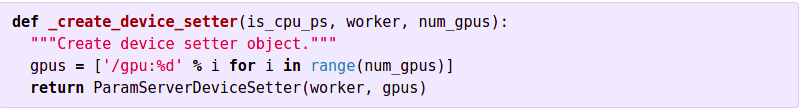 def _create_device_setter(is_cpu_ps, worker, num_gpus):
  """Create device setter object."""
  gpus = ['/gpu:%d' % i for i in range(num_gpus)]
  return ParamServerDeviceSetter(worker, gpus)